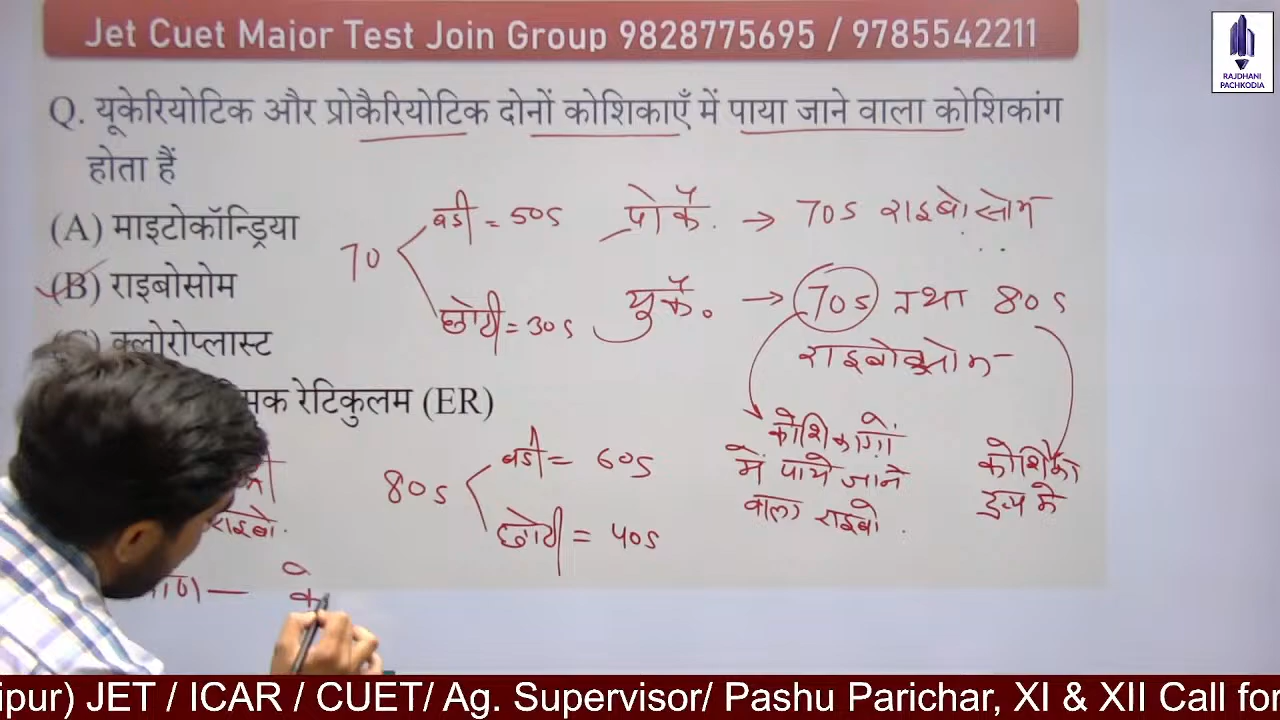 Jet Cuet Major Test Join Group 9828775695 / 9785542211
RAJDHANI
PACHKODIA
Q. यूकेरियोटिक और प्रोकैरियोटिक दोनो कोशिकाएँ में पाया जाने वाला कोशिकांग
होता हैं
(A) माइटोकॉन्ड्रिया
(B) राइबोसोम
क्लोरोप्लास्ट
रेटिकुलम (ER)
70
बडी = 50S
छोटी = 30S
प्रोकै. → 70S राइबोसोम
युकै. → 70S तथा 80S
राइबोसोम
80S
बडी = 60S
छोटी = 40S
कोशिकांगों
में पाये जाने
वाला राइबो.
कोशिका
द्रव्य में
राइबो.
ipur) JET / ICAR / CUET/ Ag. Supervisor/ Pashu Parichar, XI & XII Call for